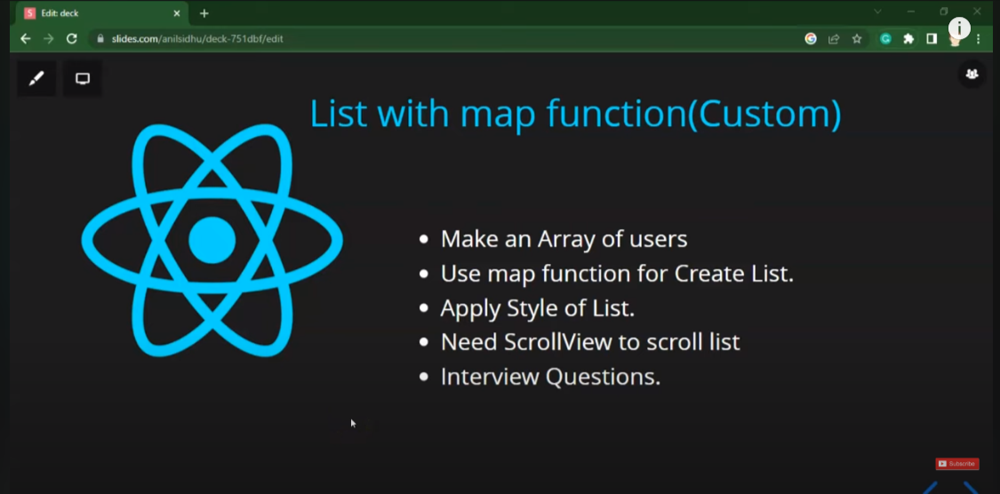 S Edit: deck
slides.com/anilsidhu/deck-751dbf/edit
List with map function(Custom)
• Make an Array of users
• Use map function for Create List.
• Apply Style of List.
• Need ScrollView to scroll list
• Interview Questions.
Subscribe